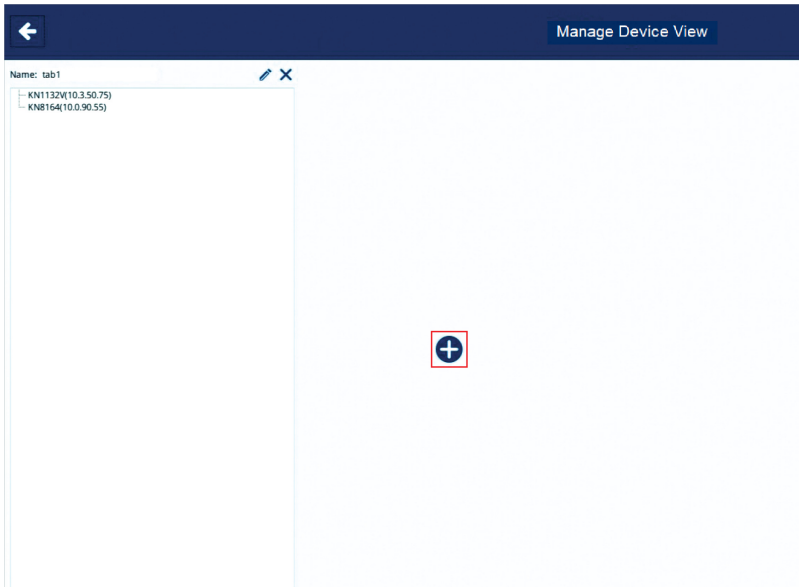 Manage Device View
Name: tab1
KN1132V(10.3.50.75)
KN8164(10.0.90.55)